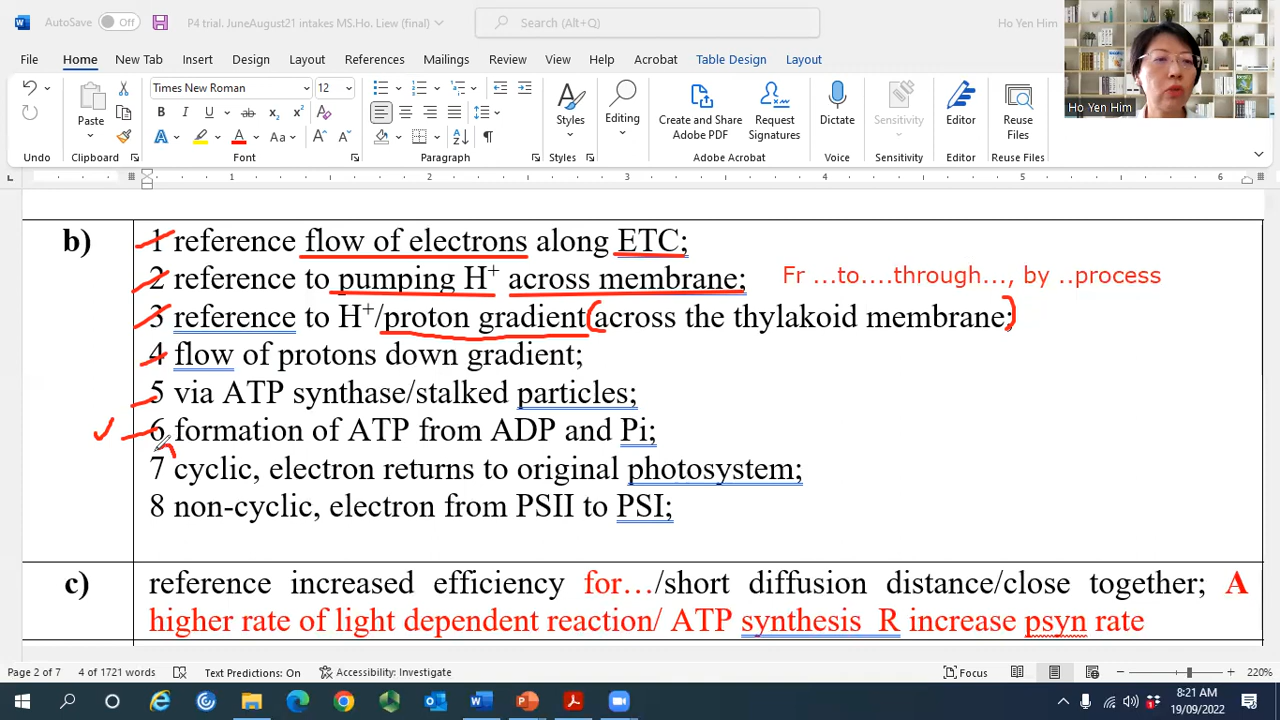 AutoSave Off P4 trial. JuneAugust21 intakes MS.Ho. Liew (final) Search (Alt+Q) Ho Yen Him
File Home New Tab Insert Design Layout References Mailings Review View Help Acrobat Table Design Layout
Times New Roman 12
Paste Styles Editing Create and Share Adobe PDF Request Signatures Dictate Sensitivity Editor Reuse Files
Ho Yen Him
Undo Clipboard Font Paragraph Styles Adobe Acrobat Voice Sensitivity Editor Reuse Files
1 2 3 4 5 6
b) 1 reference flow of electrons along ETC;
2 reference to pumping H+ across membrane; Fr ...to....through..., by ..process
3 reference to H+/proton gradient across the thylakoid membrane;
4 flow of protons down gradient;
5 via ATP synthase/stalked particles;
6 formation of ATP from ADP and Pi;
7 cyclic, electron returns to original photosystem;
8 non-cyclic, electron from PSII to PSI;
c) reference increased efficiency for…/short diffusion distance/close together; A
higher rate of light dependent reaction/ ATP synthesis R increase psyn rate
Page 2 of 7 4 of 1721 words Text Predictions: On Accessibility: Investigate Focus 220%
8:21 AM
19/09/2022